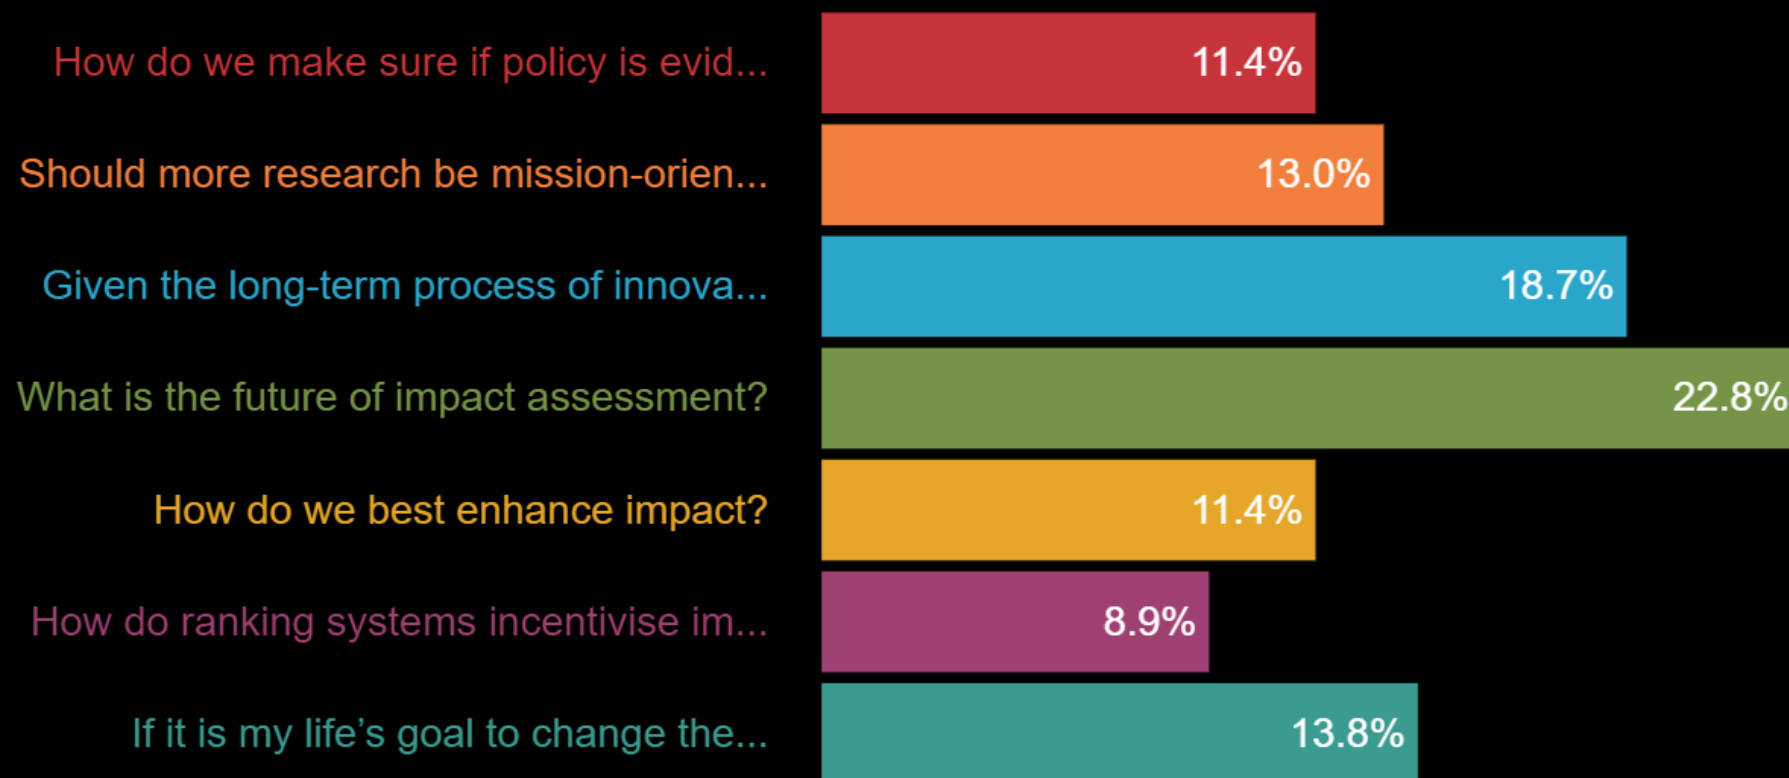 How do we make sure if policy is evid... 11.4%
Should more research be mission-orien... 13.0%
Given the long-term process of innova... 18.7%
What is the future of impact assessment? 22.8%
How do we best enhance impact? 11.4%
How do ranking systems incentivise im... 8.9%
If it is my life’s goal to change the... 13.8%